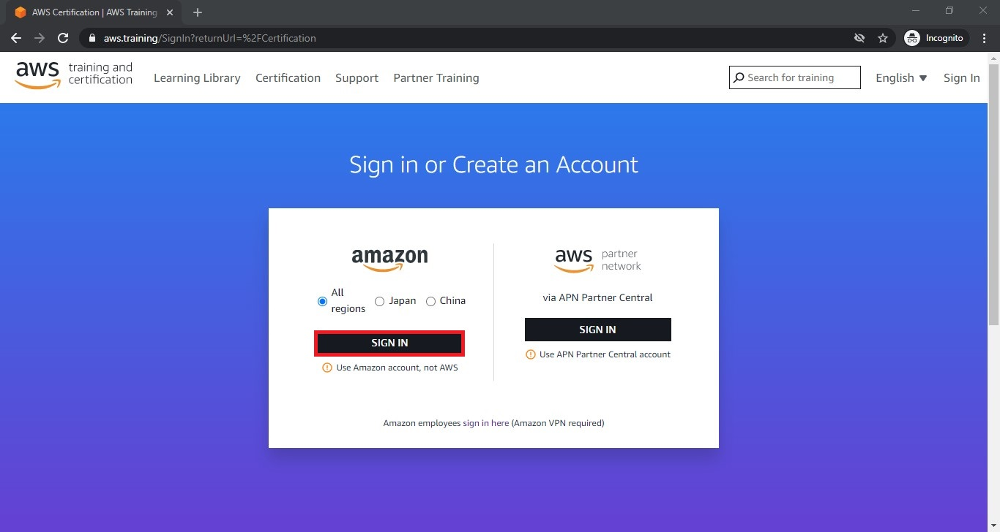 AWS Certification | AWS Training
aws.training/SignIn?returnUrl=%2FCertification
Incognito
aws training and certification
Learning Library
Certification
Support
Partner Training
Search for training
English
Sign In
Sign in or Create an Account
amazon
All
regions
Japan
China
SIGN IN
Use Amazon account, not AWS
aws partner network
via APN Partner Central
SIGN IN
Use APN Partner Central account
Amazon employees sign in here (Amazon VPN required)